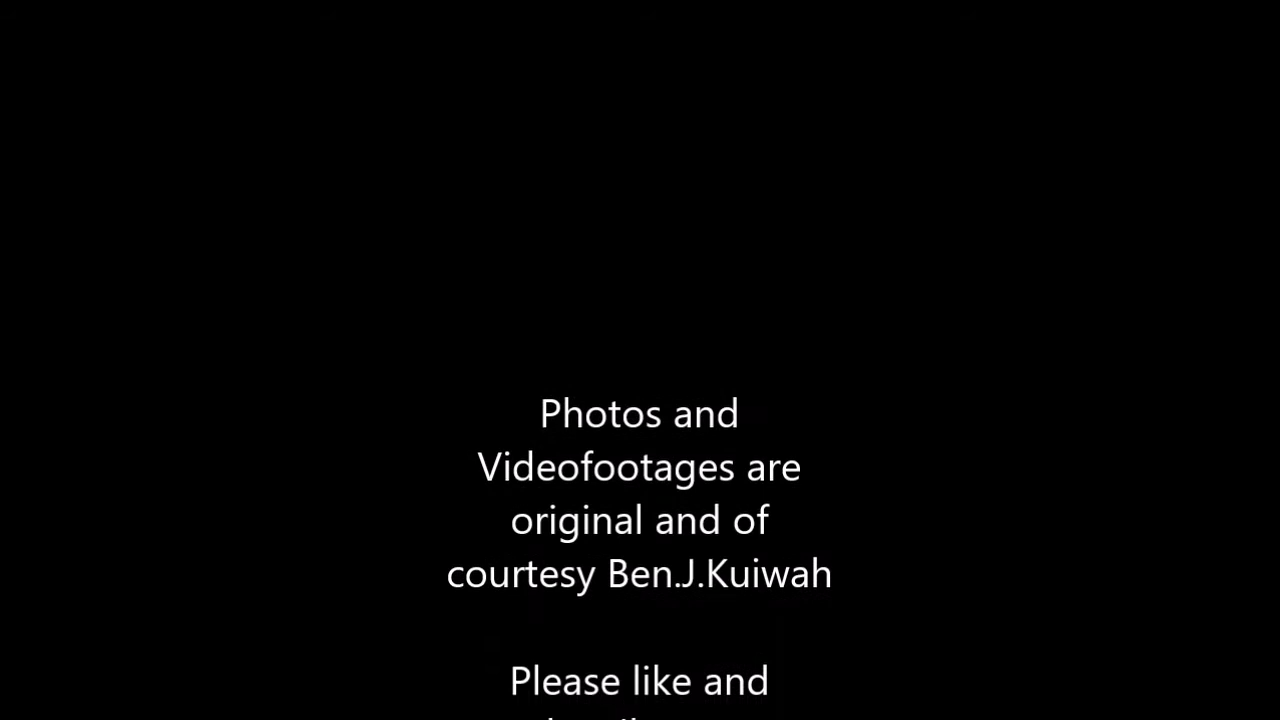 Photos and
Videofootages are
original and of
courtesy Ben.J.Kuiwah
Please like and